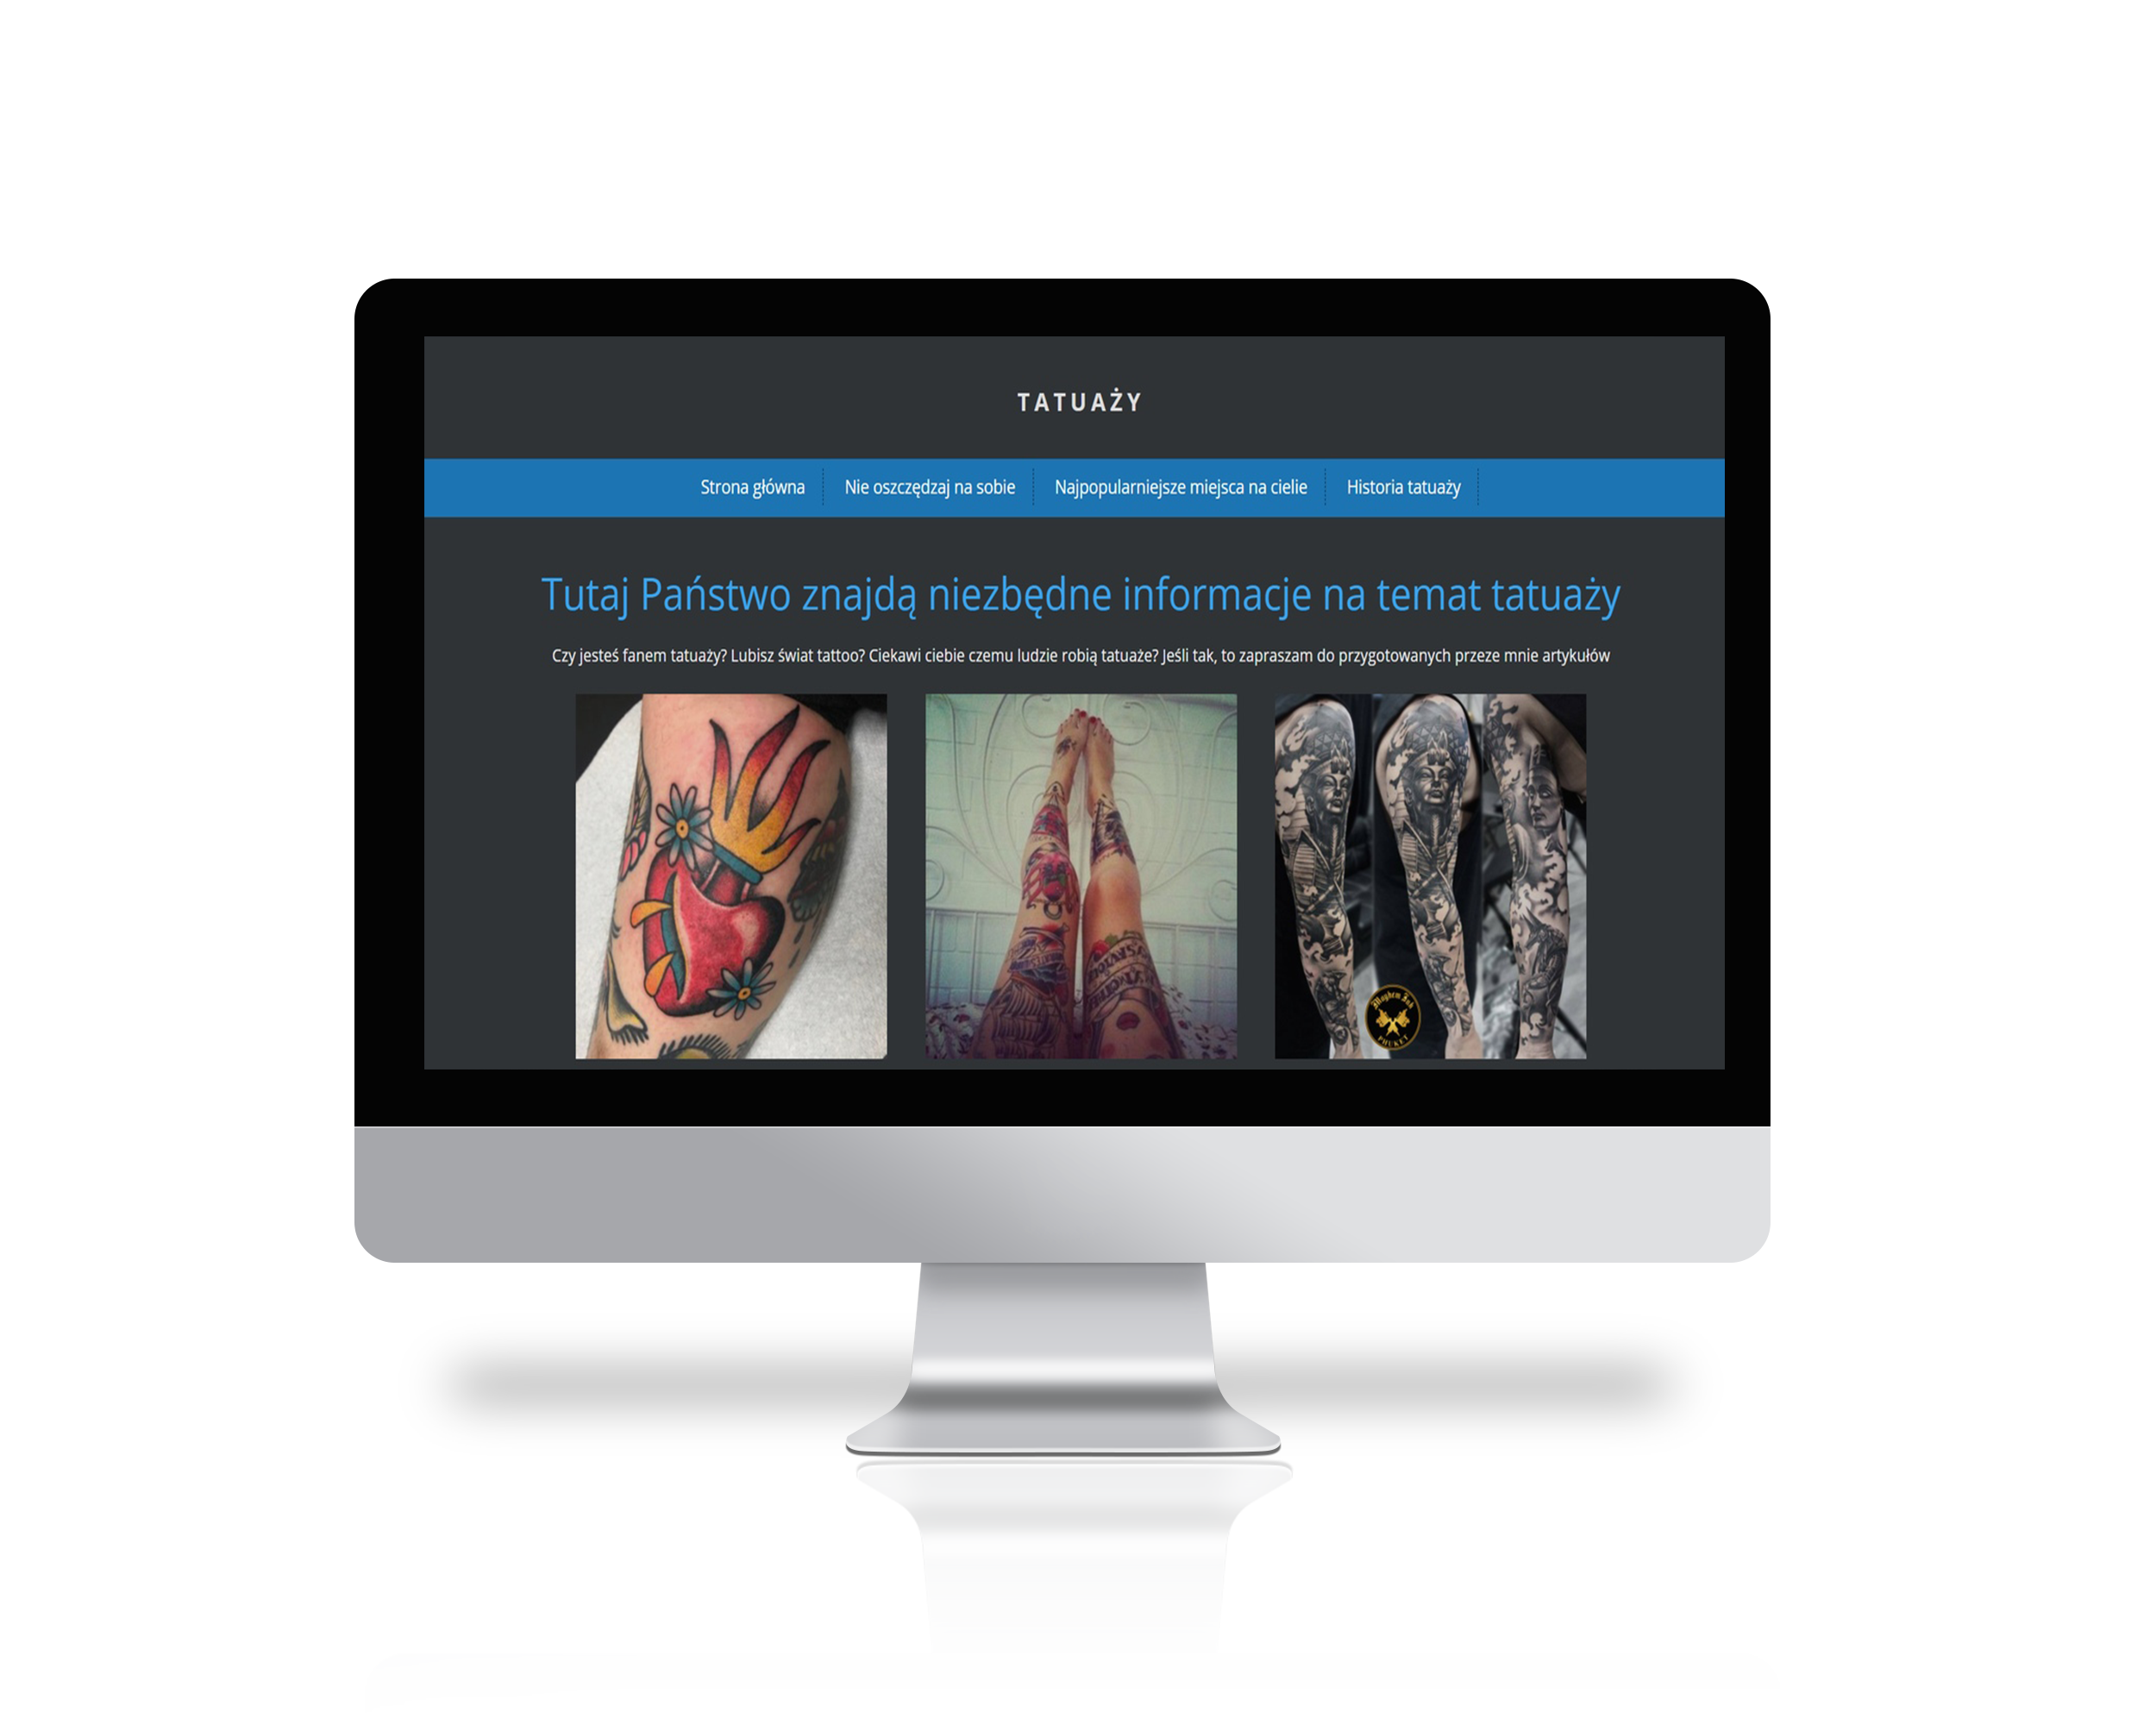 TATUAŻY
Strona główna Nie oszczędzaj na sobie Najpopularniejsze miejsca na cielie Historia tatuaży
Tutaj Państwo znajdą niezbędne informacje na temat tatuaży
Czy jesteś fanem tatuaży? Lubisz świat tattoo? Ciekawi ciebie czemu ludzie robią tatuaże? Jeśli tak, to zapraszam do przygotowanych przeze mnie artykułów
Mayhem Ink
PHUKET